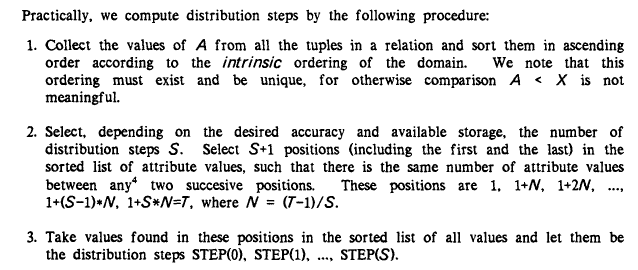 Practically, we compute distribution steps by the following procedure:
1. Collect the values of A from all the tuples in a relation and sort them in ascending
order according to the intrinsic ordering of the domain. We note that this
ordering must exist and be unique, for otherwise comparison A < X is not
meaningful.
2. Select, depending on the desired accuracy and available storage, the number of
distribution steps S. Select S+1 positions (including the first and the last) in the
sorted list of attribute values, such that there is the same number of attribute values
between any⁴ two succesive positions. These positions are 1, 1+N, 1+2N, ...,
1+(S-1)*N, 1+S*N=T, where N = (T-1)/S.
3. Take values found in these positions in the sorted list of all values and let them be
the distribution steps STEP(0), STEP(1), ..., STEP(S).